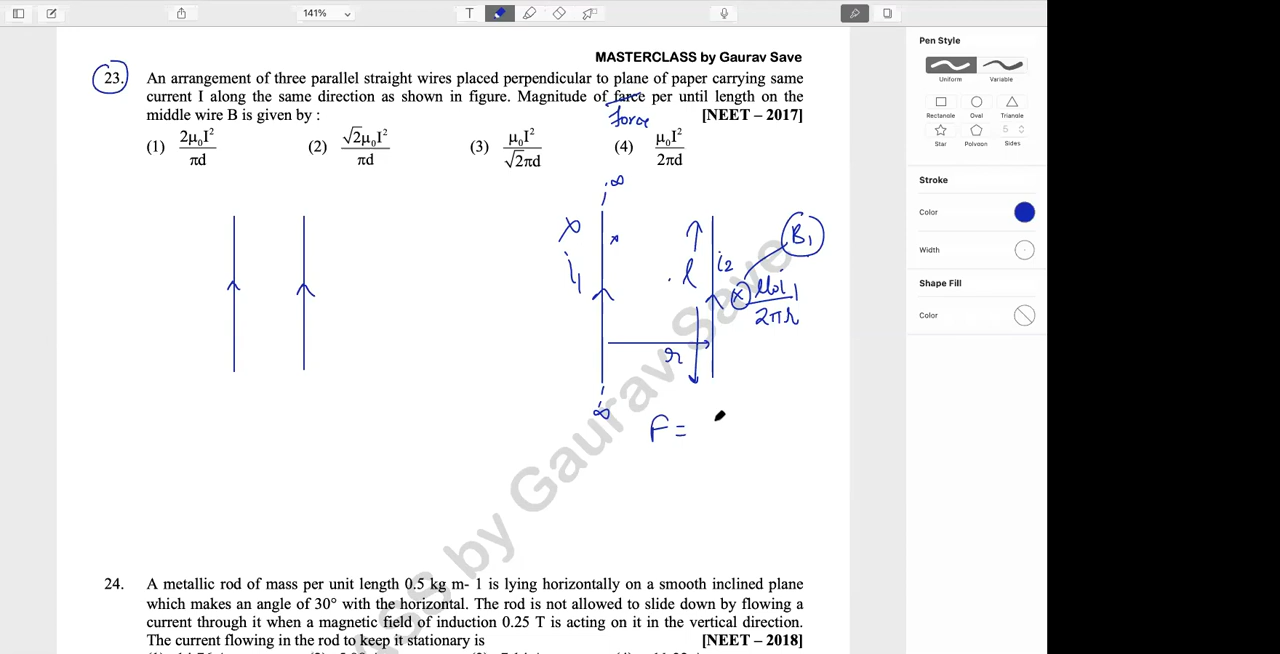 141%
T
MASTERCLASS by Gaurav Save
Pen Style
Uniform
Variable
Rectangle
Oval
Triangle
Star
Polygon
Sides
5
Stroke
Color
Width
Shape Fill
Color
23. An arrangement of three parallel straight wires placed perpendicular to plane of paper carrying same
current I along the same direction as shown in figure. Magnitude of farce per until length on the
middle wire B is given by : [NEET – 2017]
Force
(1) 2μ₀I²/πd (2) √2μ₀I²/πd (3) μ₀I²/√2πd (4) μ₀I²/2πd
∞
x
x
B₁
i₁
l
i₂
x μ₀i₁/2πr
r
∞
F =
ASS by Gaurav Save
24. A metallic rod of mass per unit length 0.5 kg m- 1 is lying horizontally on a smooth inclined plane
which makes an angle of 30° with the horizontal. The rod is not allowed to slide down by flowing a
current through it when a magnetic field of induction 0.25 T is acting on it in the vertical direction.
The current flowing in the rod to keep it stationary is [NEET – 2018]